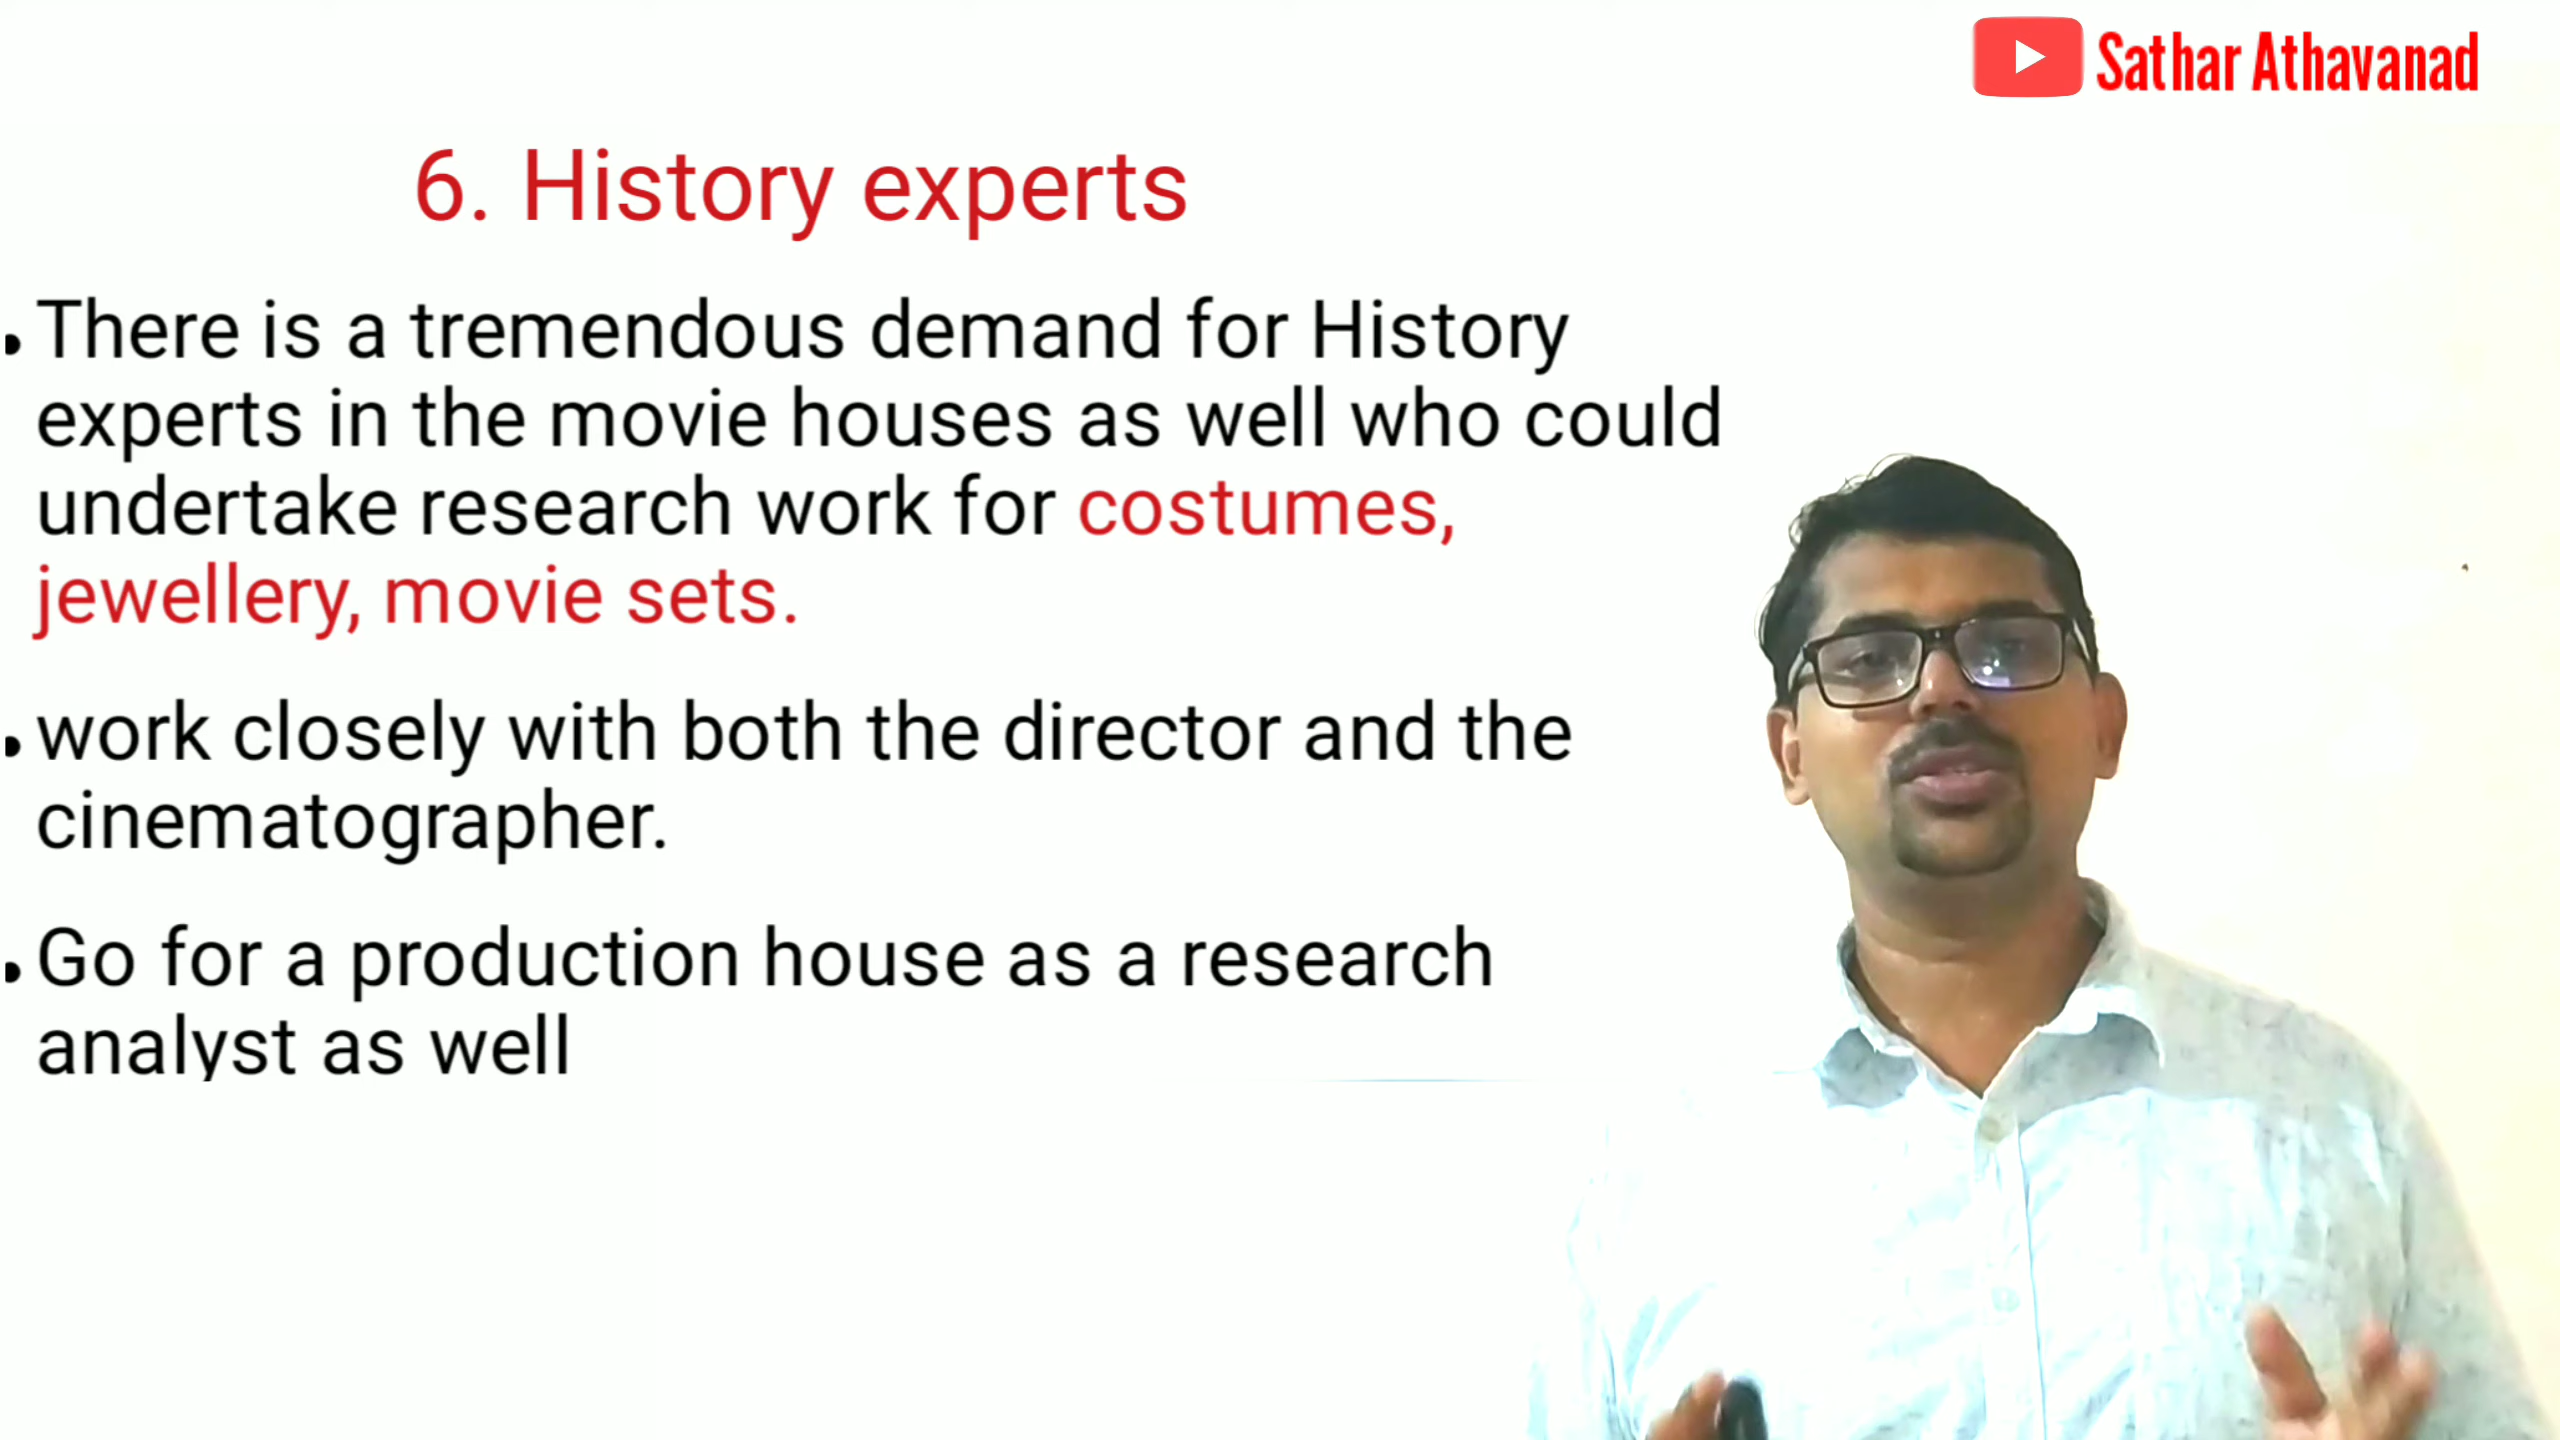 Sathar Athavanad
6. History experts
• There is a tremendous demand for History
experts in the movie houses as well who could
undertake research work for costumes,
jewellery, movie sets.
• work closely with both the director and the
cinematographer.
• Go for a production house as a research
analyst as well